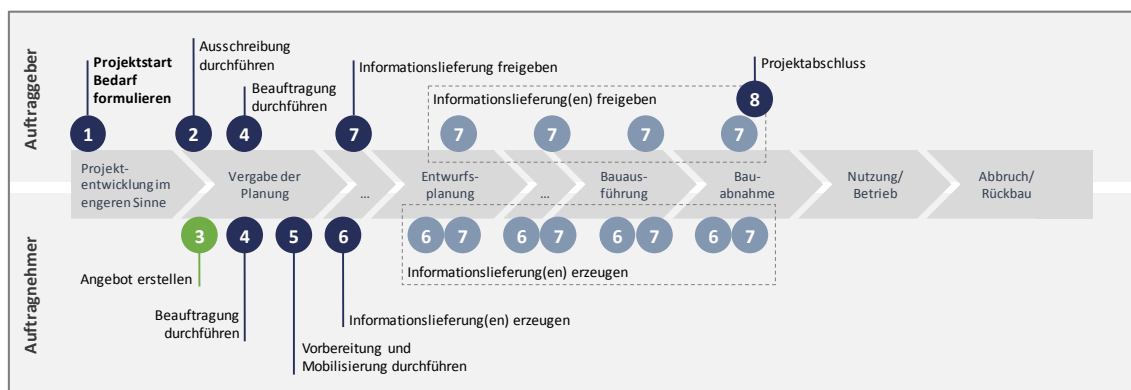 Auftraggeber
Projektstart
Bedarf
formulieren
1
Ausschreibung
durchführen
2
Beauftragung
durchführen
4
Informationslieferung freigeben
7
Informationslieferung(en) freigeben
7
7
7
7
Projektabschluss
8
Projekt-
entwicklung im
engeren Sinne
Vergabe der
Planung
...
Entwurfs-
planung
...
Bauaus-
führung
Bau-
abnahme
Nutzung/
Betrieb
Abbruch/
Rückbau
Auftragnehmer
3
Angebot erstellen
4
Beauftragung
durchführen
5
Vorbereitung und
Mobilisierung durchführen
6
Informationslieferung(en) erzeugen
6 7
6 7
6 7
6 7
Informationslieferung(en) erzeugen